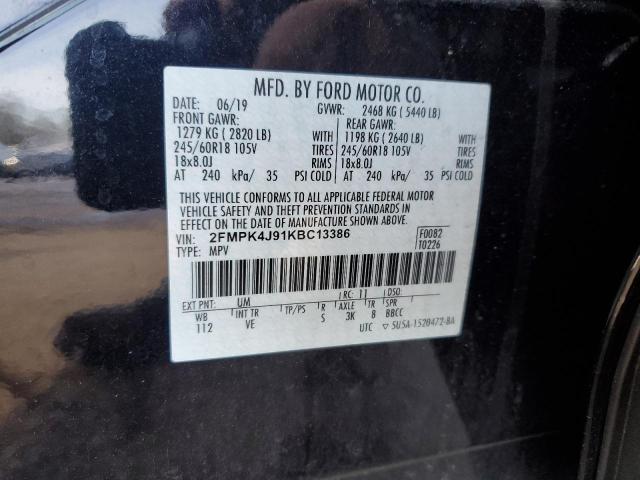 MFD. BY FORD MOTOR CO.
DATE: 06/19 GVWR: 2468 KG ( 5440 LB)
FRONT GAWR: REAR GAWR:
1279 KG ( 2820 LB) WITH 1198 KG ( 2640 LB) WITH
245/60R18 105V TIRES 245/60R18 105V TIRES
18x8.0J RIMS 18x8.0J RIMS
AT 240 kPa/ 35 PSI COLD AT 240 kPa/ 35 PSI COLD
THIS VEHICLE CONFORMS TO ALL APPLICABLE FEDERAL MOTOR
VEHICLE SAFETY AND THEFT PREVENTION STANDARDS IN
EFFECT ON THE DATE OF MANUFACTURE SHOWN ABOVE.
VIN: 2FMPK4J91KBC13386 F0082
TYPE: MPV T0226
EXT PNT: UM RC: 11 DSO:
WB INT TR TP/PS R AXLE TR SPR
112 VE S 3K 8 BBCC
UTC ▽ 5U5A-1520472-BA